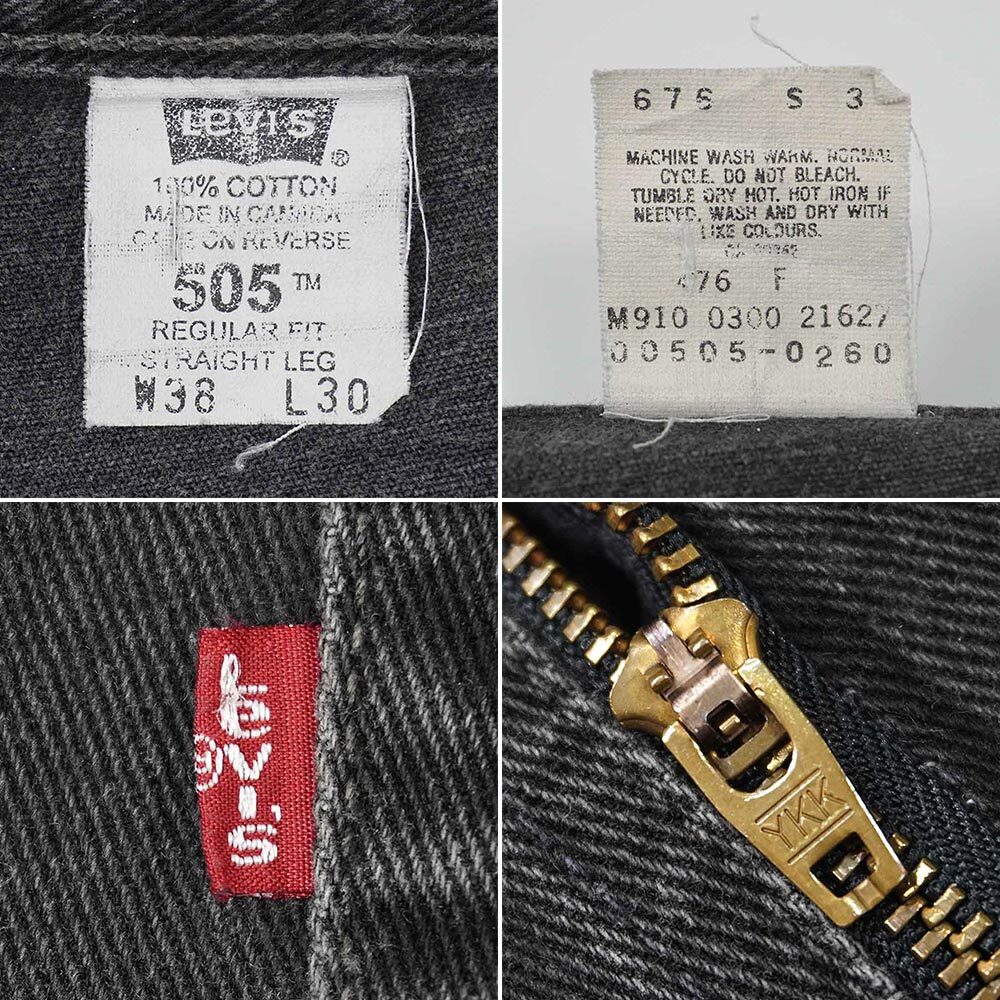 Levi's ®
100% COTTON
MADE IN CANADA
CARE ON REVERSE
505™
REGULAR FIT
STRAIGHT LEG
W38 L30
676 S 3
MACHINE WASH WARM. NORMAL
CYCLE. DO NOT BLEACH.
TUMBLE DRY HOT. HOT IRON IF
NEEDED. WASH AND DRY WITH
LIKE COLOURS.
476 F
M910 0300 21627
00505-0260
Levi's ®
YKK